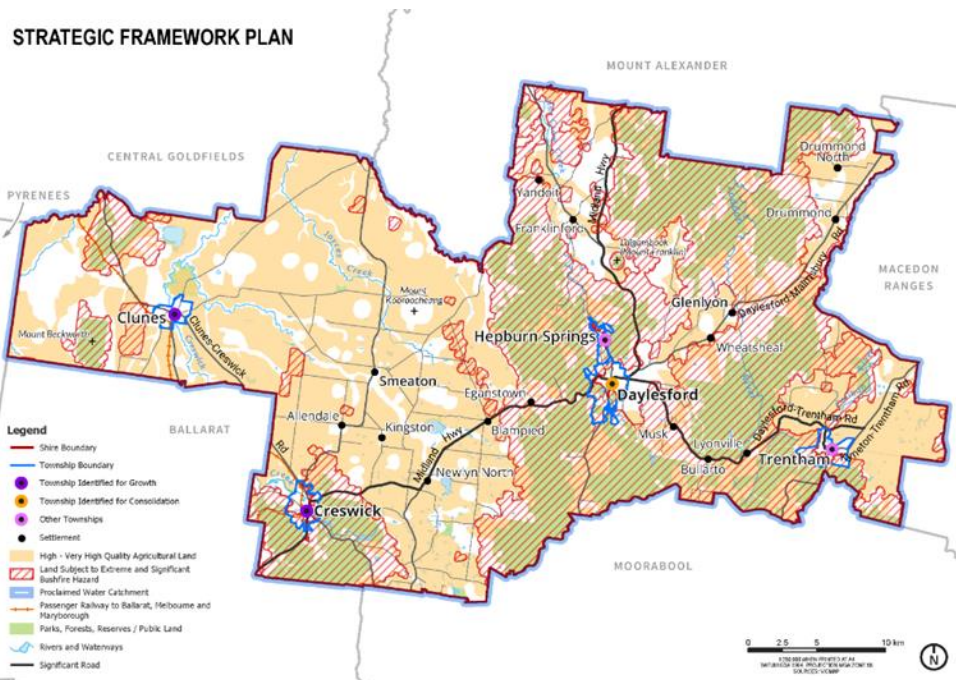 STRATEGIC FRAMEWORK PLAN
MOUNT ALEXANDER
CENTRAL GOLDFIELDS
PYRENEES
Drummond
North
Yandoit
Midland Hwy
Franklinford
Drummond
MACEDON
RANGES
Glenlyon
Daylesford-Malmsbury Rd
Mount
Clunes
Clunes-Creswick
Rd
Mount Beckworth
Hepburn Springs
Wheatsheaf
Smeaton
Eganstown
Daylesford
Allendale
Kingston
Blampied
Midland Hwy
Musk
Lyonville
Daylesford-Trentham Rd
Bullarto
Trentham
BALLARAT
Newlyn North
Creswick
MOORABOOL
Legend
Shire Boundary
Township Boundary
Township Identified for Growth
Township Identified for Consolidation
Other Townships
Settlement
High - Very High Quality Agricultural Land
Land Subject to Extreme and Significant
Bushfire Hazard
Proclaimed Water Catchment
Passenger Railway to Ballarat, Melbourne and
Maryborough
Parks, Forests, Reserves / Public Land
Rivers and Waterways
Significant Road
0 2.5 5 10 km
N